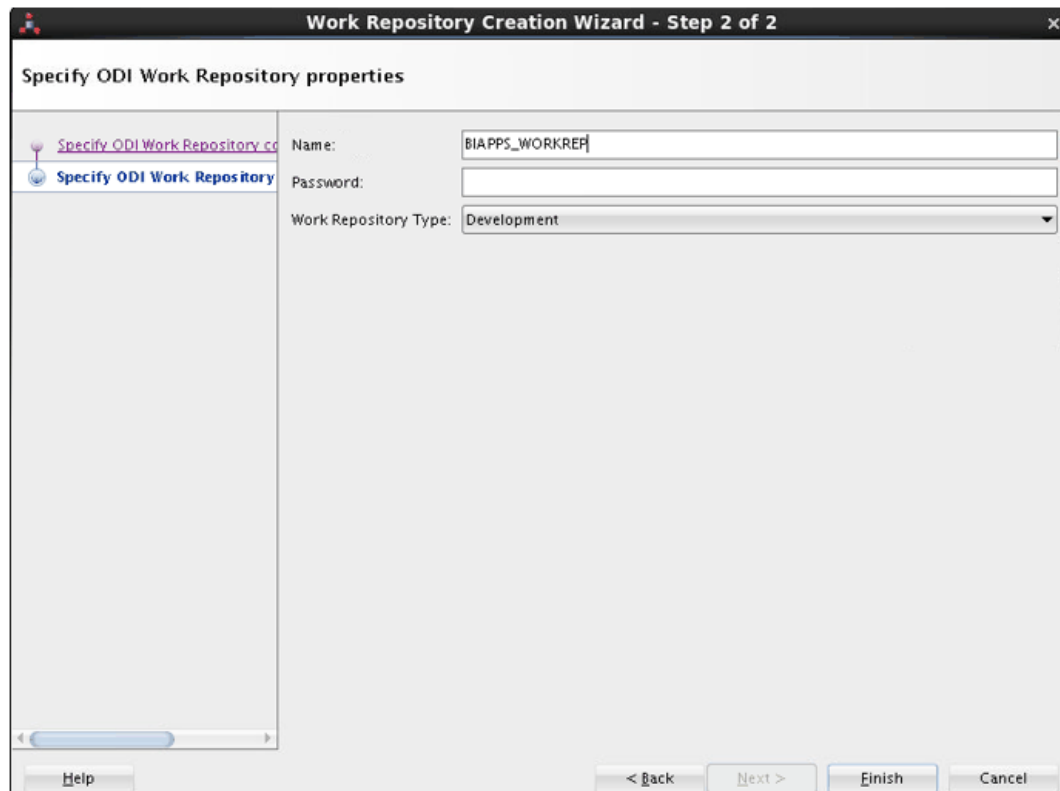 Work Repository Creation Wizard - Step 2 of 2
Specify ODI Work Repository properties
Specify ODI Work Repository co
Specify ODI Work Repository
Name: BIAPPS_WORKREP
Password:
Work Repository Type: Development
Help < Back Next > Finish Cancel